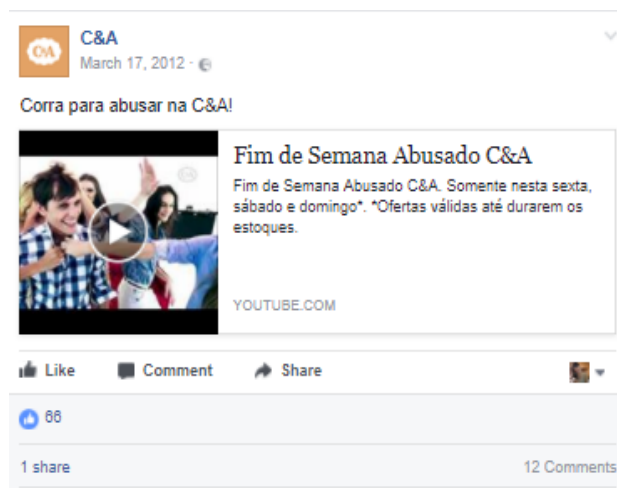 C&A
C&A
March 17, 2012
Corra para abusar na C&A!
Fim de Semana Abusado C&A
Fim de Semana Abusado C&A. Somente nesta sexta,
sábado e domingo*. *Ofertas válidas até durarem os
estoques.
YOUTUBE.COM
Like Comment Share
66
1 share 12 Comments